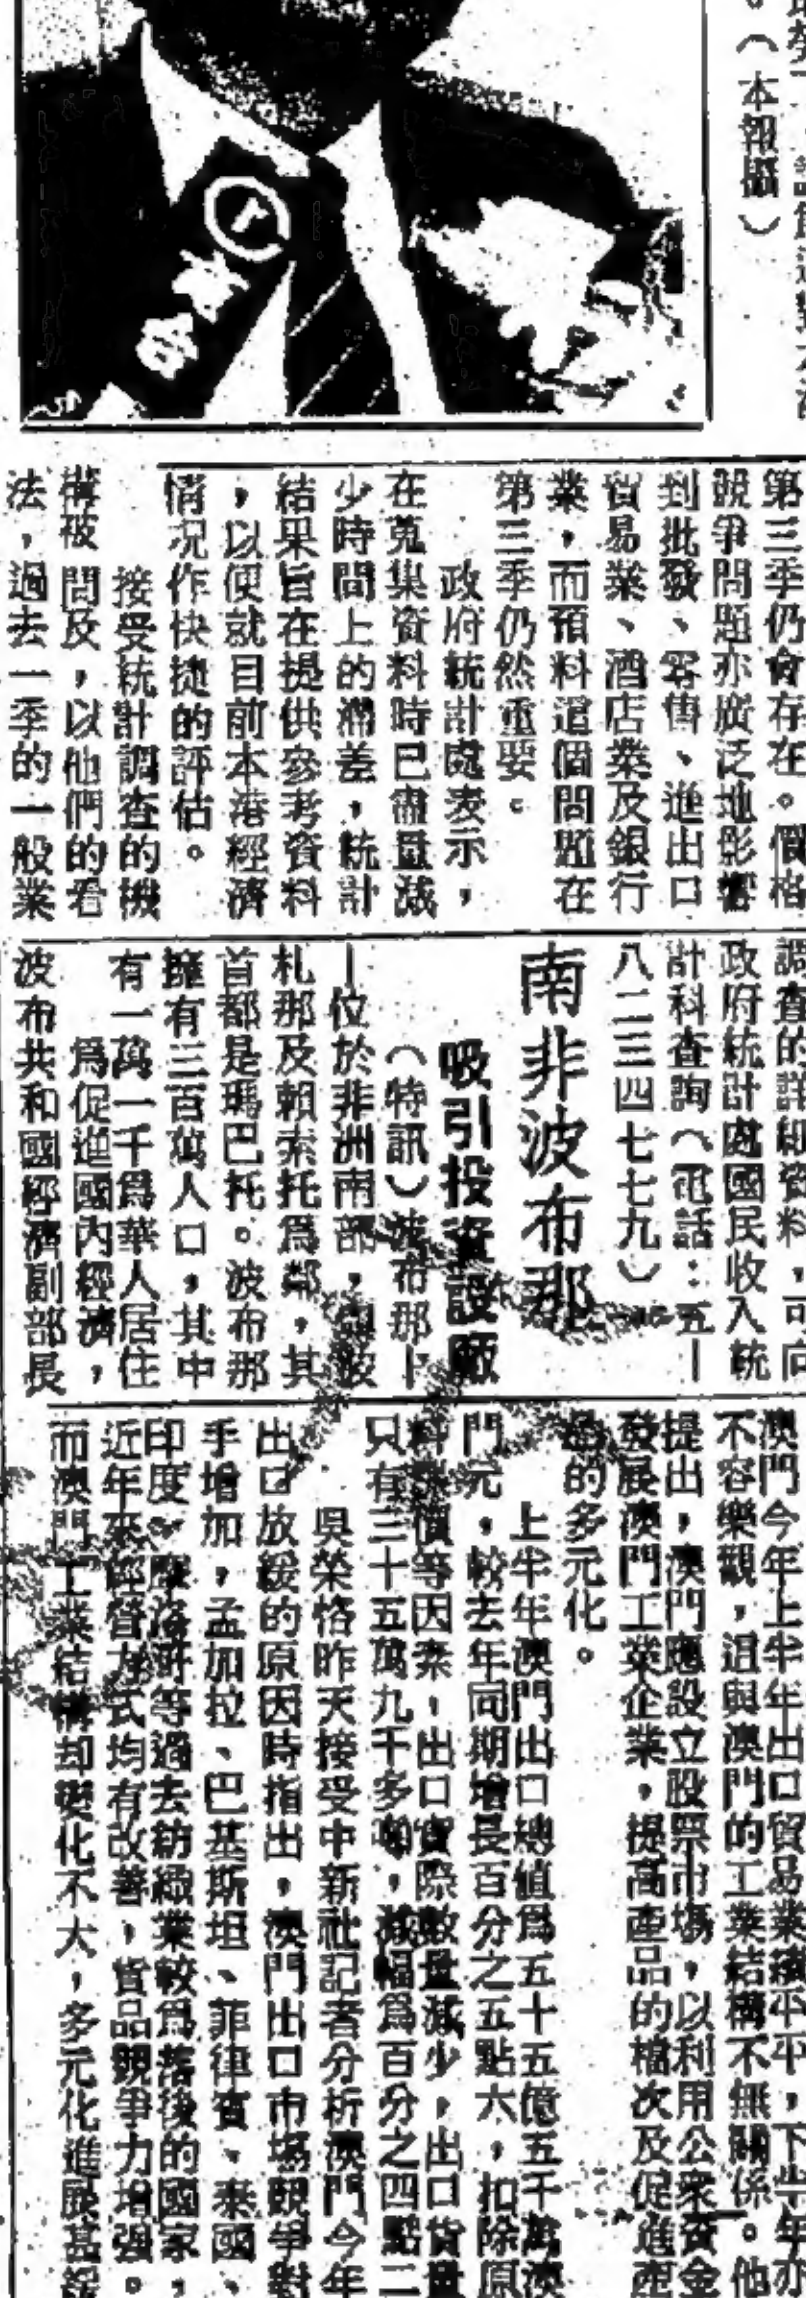 （本報攝）
第三季仍會存在。價格
競爭問題亦廣泛地影響
到批發、零售、進出口
貿易業、酒店業及銀行
業，而預料這個問題在
第三季仍然重要。
政府統計處表示，
在蒐集資料時已儘量減
少時間上的滯差，統計
結果旨在提供參考資料
，以便就目前本港經濟
情况作快捷的評估。
接受統計調查的機
構被問及，以他們的看
法，過去一季的一般業
調查的詳細資料，可向
政府統計處國民收入統
計科查詢（電話：五—
八二三四七七九）
南非波布那
吸引投資設廠
（特訊）波布那—
—位於非洲南部，與波
札那及賴索托爲鄰，其
首都是瑪巴托。波布那
擁有三百萬人口，其中
有一萬一千爲華人居住
爲促進國內經濟，
波布共和國經濟副部長
澳門今年上半年出口貿易業績平平，下半年亦
不容樂觀，這與澳門的工業結構不無關係。他
提出，澳門應設立股票市場，以利用公衆資金
發展澳門工業企業，提高產品的檔次及促進產
品的多元化。
上半年澳門出口總值爲五十五億五千萬澳
門元，較去年同期增長百分之五點六，扣除原
料漲價等因素，出口實際數量減少，出口貨量
只有三十五萬九千多噸，減幅爲百分之四點二
吳榮恪昨天接受中新社記者分析澳門今年
出口放緩的原因時指出，澳門出口市場競爭對
手增加，孟加拉、巴基斯坦、菲律賓、泰國、
印度、摩洛哥等過去紡織業較爲落後的國家，
近年來經營方式均有改善，貨品競爭力增强。
而澳門工業結構却變化不大，多元化進展甚緩